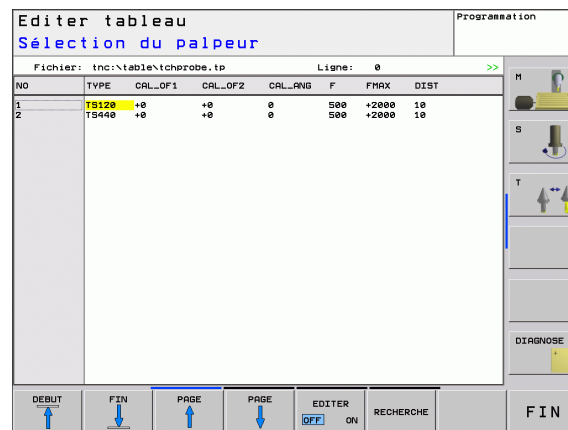 Editer tableau
Sélection du palpeur
Programmation
Fichier: tnc:\table\tchprobe.tp Ligne: 0 >>
NO TYPE CAL_OF1 CAL_OF2 CAL_ANG F FMAX DIST
1 TS120 +0 +0 0 500 +2000 10
2 TS440 +0 +0 0 500 +2000 10
M
S
T
DIAGNOSE
DEBUT FIN PAGE PAGE EDITER RECHERCHE FIN
OFF ON